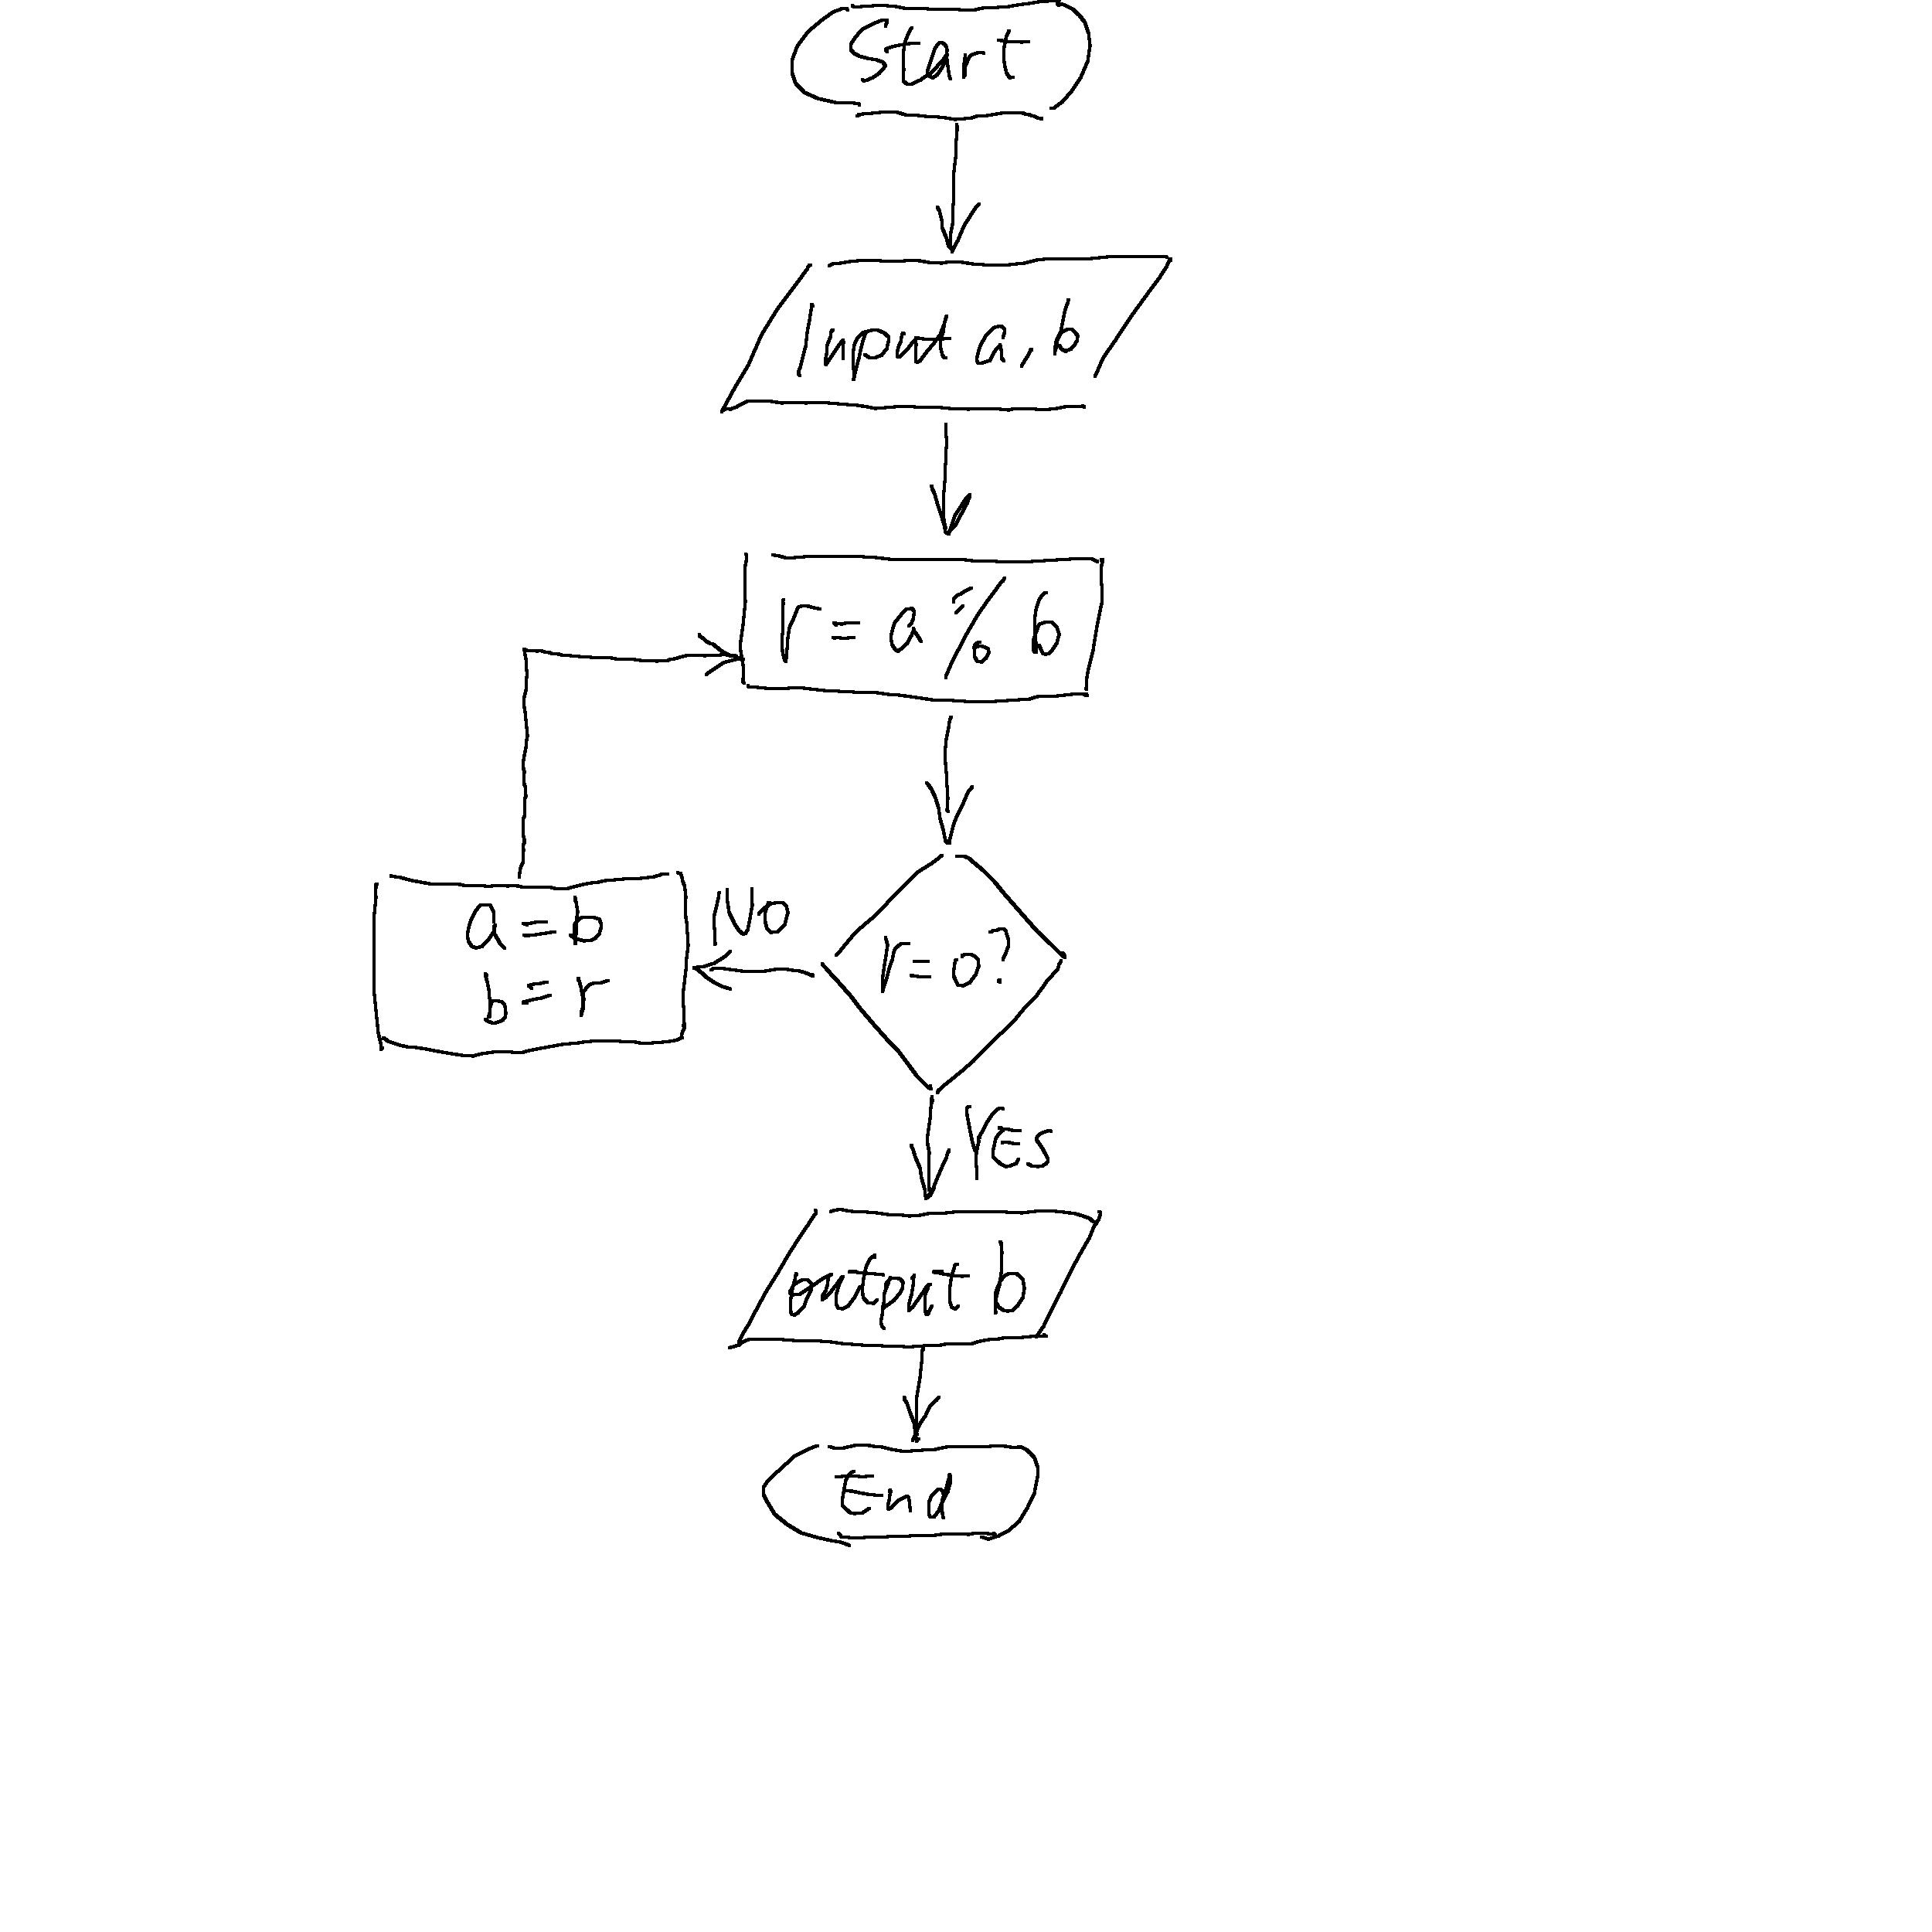 Start
Input a, b
r = a % b
No
r = 0?
a = b
b = r
YES
output b
End